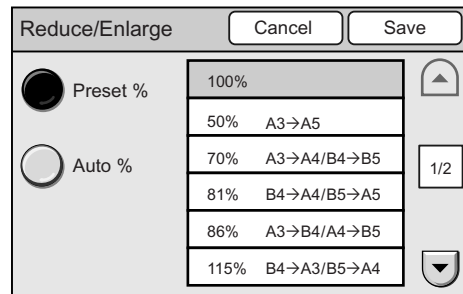 Reduce/Enlarge Cancel Save
Preset %
Auto %
100%
50% A3→A5
70% A3→A4/B4→B5
81% B4→A4/B5→A5
86% A3→B4/A4→B5
115% B4→A3/B5→A4
1/2